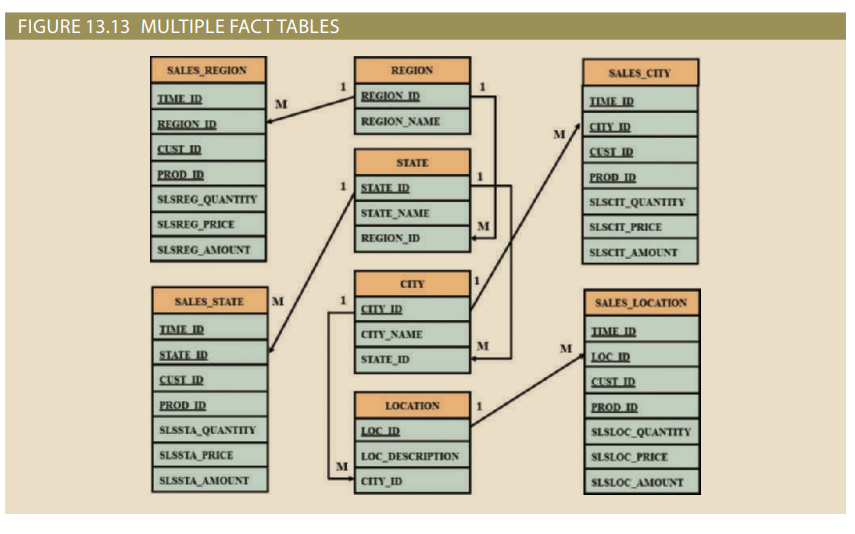 FIGURE 13.13 MULTIPLE FACT TABLES
SALES_REGION
TIME_ID
REGION_ID
CUST_ID
PROD_ID
SLSREG_QUANTITY
SLSREG_PRICE
SLSREG_AMOUNT
M
1
REGION
REGION_ID
REGION_NAME
1
STATE
STATE_ID
STATE_NAME
REGION_ID
1
1
M
SALES_CITY
TIME_ID
CITY_ID
CUST_ID
PROD_ID
SLSCIT_QUANTITY
SLSCIT_PRICE
SLSCIT_AMOUNT
M
SALES_STATE
TIME_ID
STATE_ID
CUST_ID
PROD_ID
SLSSTA_QUANTITY
SLSSTA_PRICE
SLSSTA_AMOUNT
M
CITY
CITY_ID
CITY_NAME
STATE_ID
1
1
M
LOCATION
LOC_ID
LOC_DESCRIPTION
CITY_ID
1
M
SALES_LOCATION
TIME_ID
LOC_ID
CUST_ID
PROD_ID
SLSLOC_QUANTITY
SLSLOC_PRICE
SLSLOC_AMOUNT
M